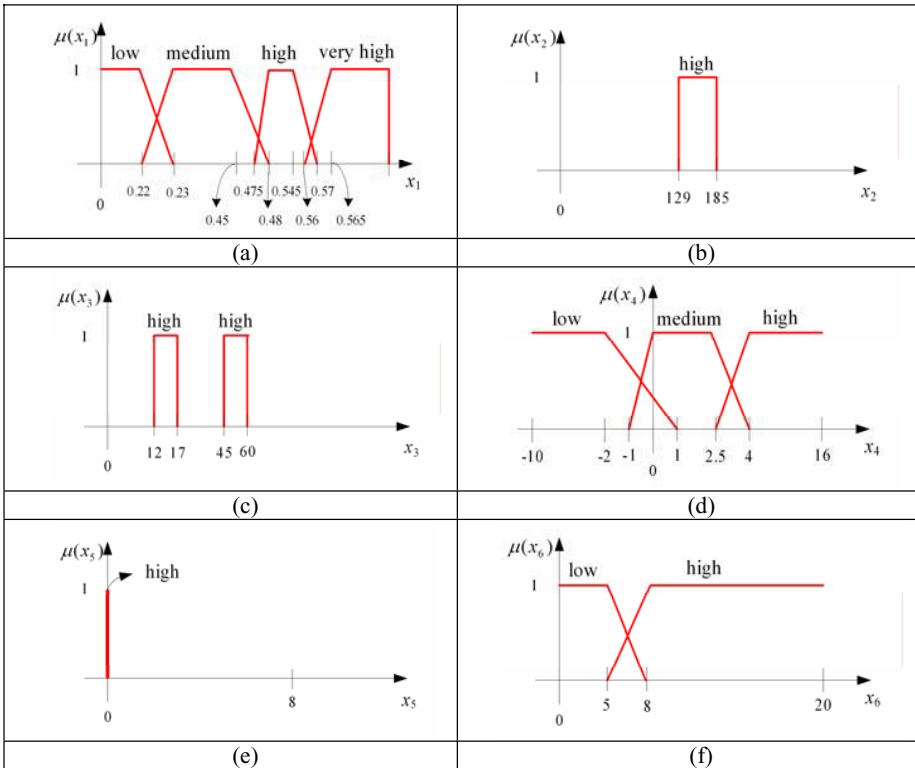 μ(x₁)
low medium high very high
1
0.22 0.23 0.475 0.545 0.57
x₁
0.45 0.48 0.56 0.565
(a)
μ(x₂)
high
1
129 185
x₂
0
(b)
μ(x₃)
high high
1
12 17 45 60
x₃
0
(c)
μ(x₄)
low 1 medium high
-10 -2 -1 0 1 2.5 4 16
x₄
(d)
μ(x₅)
high
1
0 8 x₅
(e)
μ(x₆)
low high
1
5 8 20
0 x₆
(f)